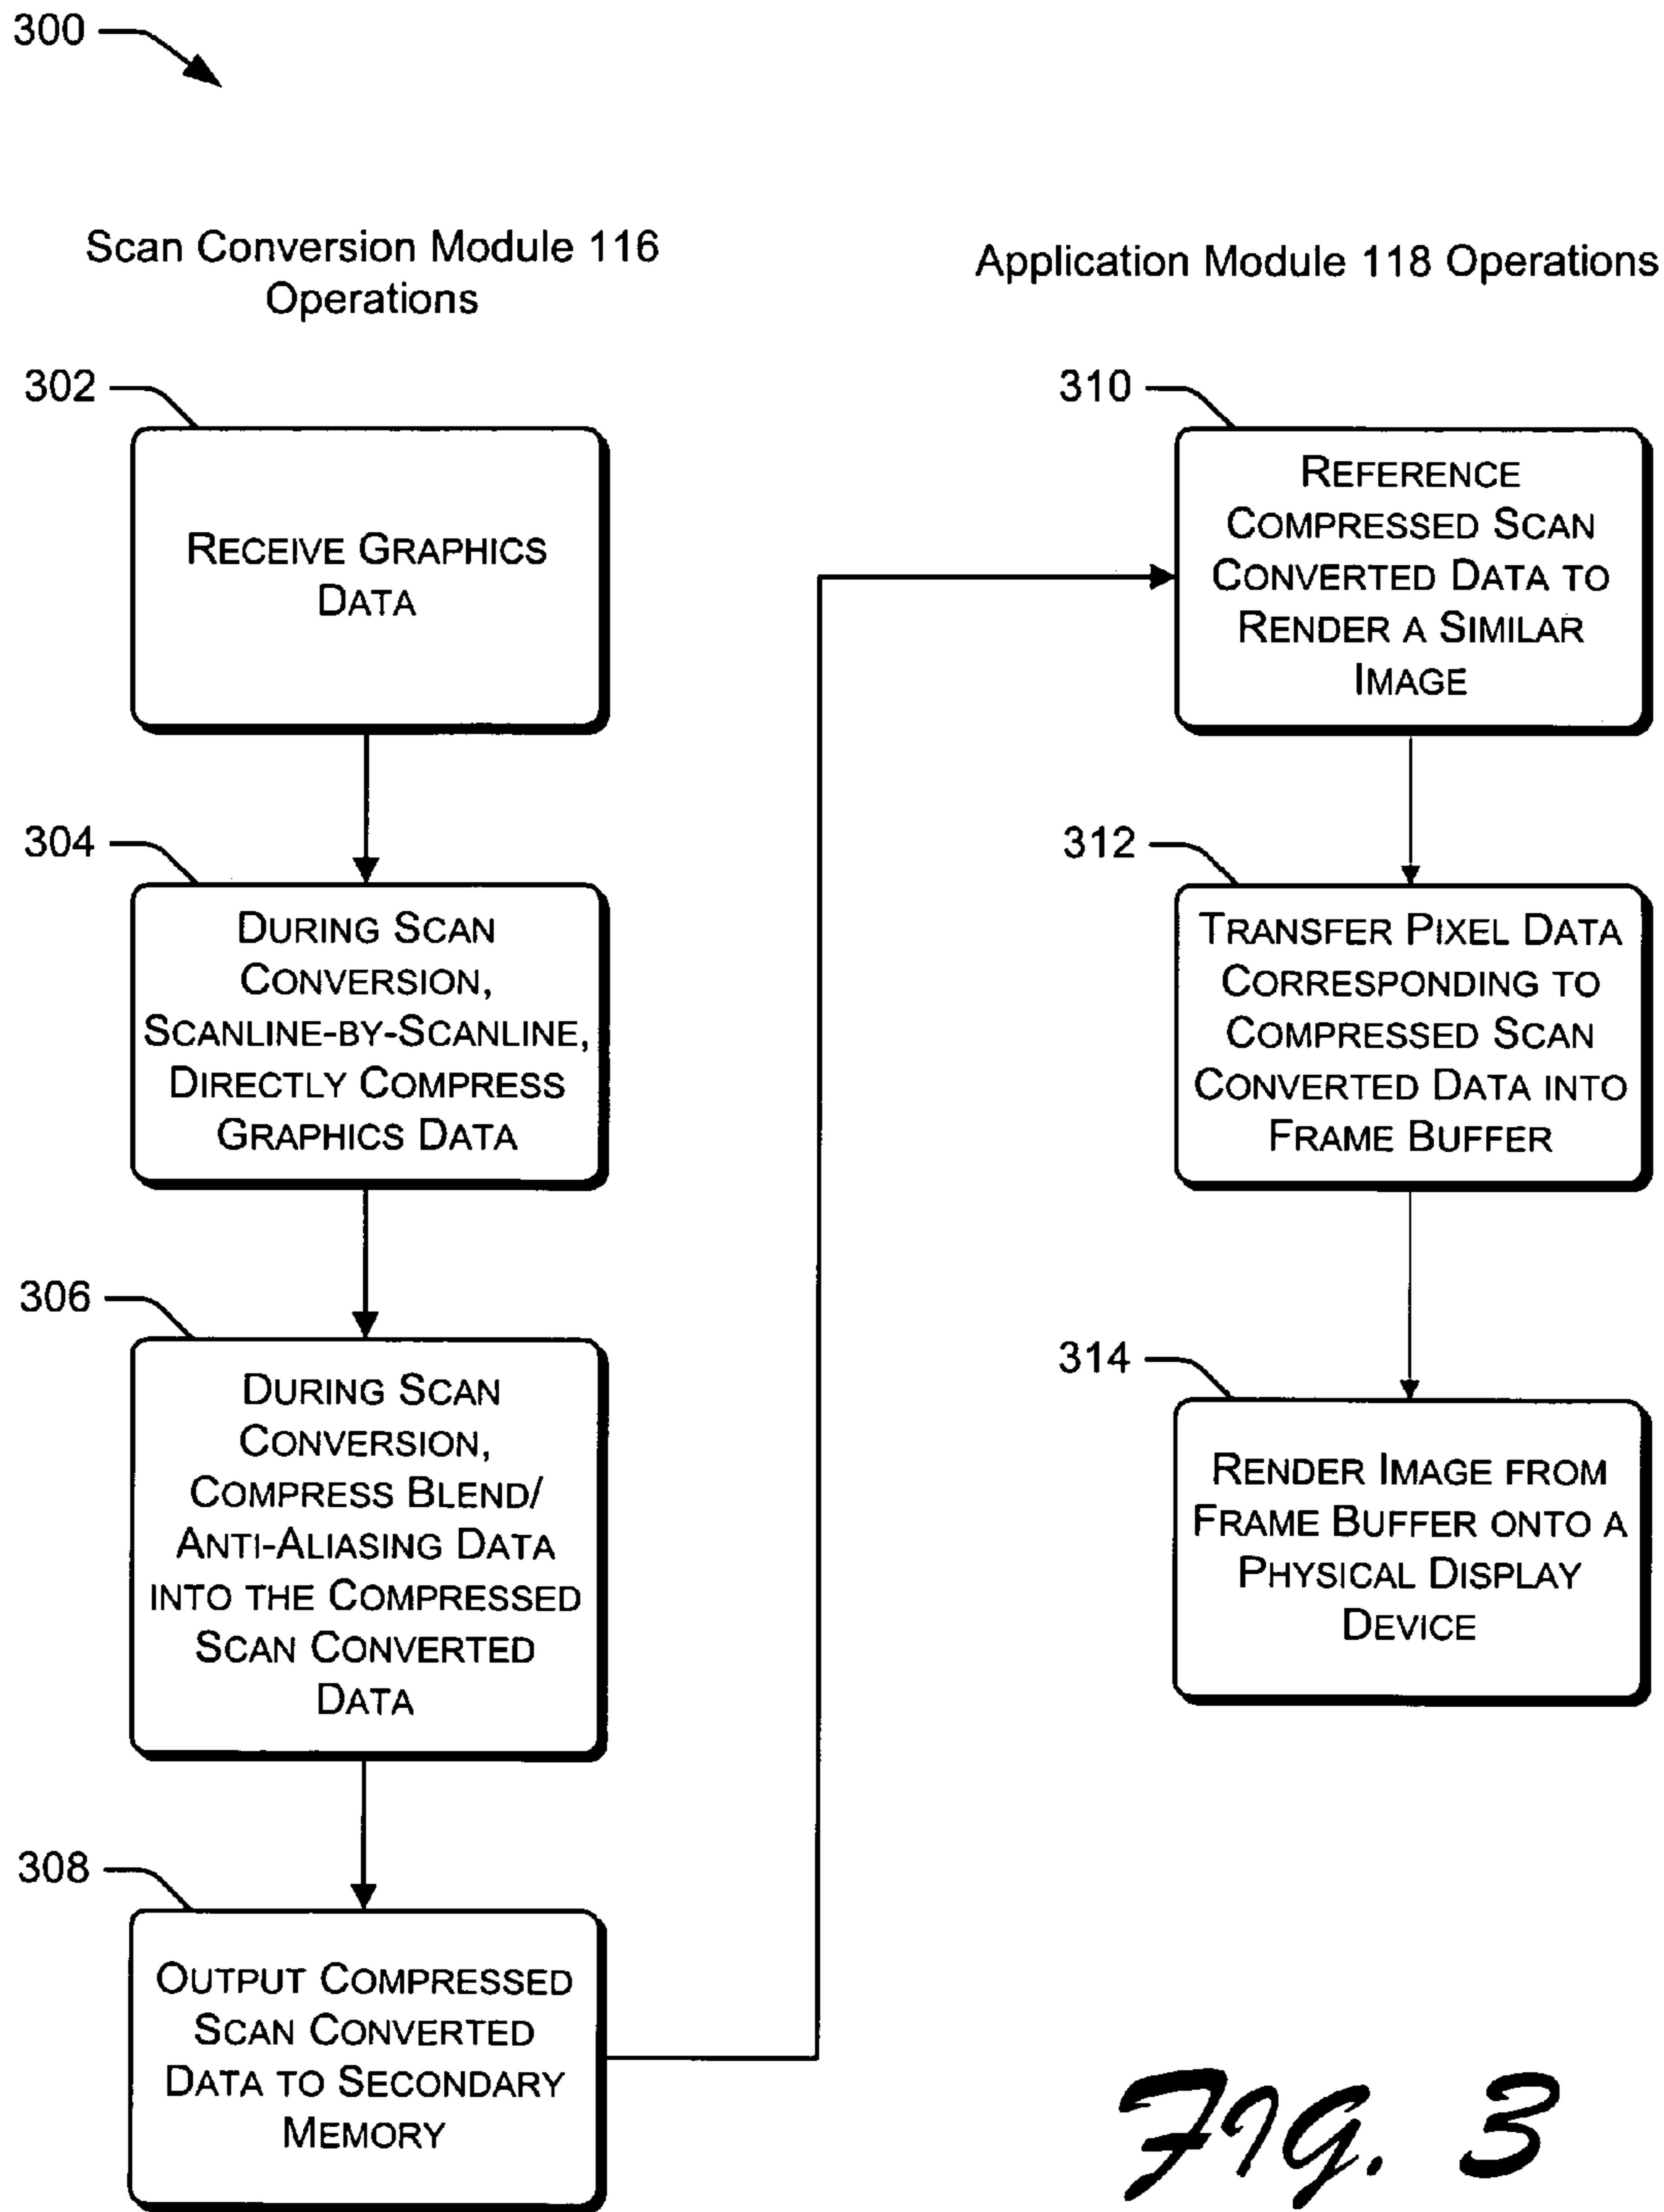 300
Scan Conversion Module 116
Operations
302
RECEIVE GRAPHICS
DATA
304
DURING SCAN
CONVERSION,
SCANLINE-BY-SCANLINE,
DIRECTLY COMPRESS
GRAPHICS DATA
306
DURING SCAN
CONVERSION,
COMPRESS BLEND/
ANTI-ALIASING DATA
INTO THE COMPRESSED
SCAN CONVERTED
DATA
308
OUTPUT COMPRESSED
SCAN CONVERTED
DATA TO SECONDARY
MEMORY
Application Module 118 Operations
310
REFERENCE
COMPRESSED SCAN
CONVERTED DATA TO
RENDER A SIMILAR
IMAGE
312
TRANSFER PIXEL DATA
CORRESPONDING TO
COMPRESSED SCAN
CONVERTED DATA INTO
FRAME BUFFER
314
RENDER IMAGE FROM
FRAME BUFFER ONTO A
PHYSICAL DISPLAY
DEVICE
FIG. 3